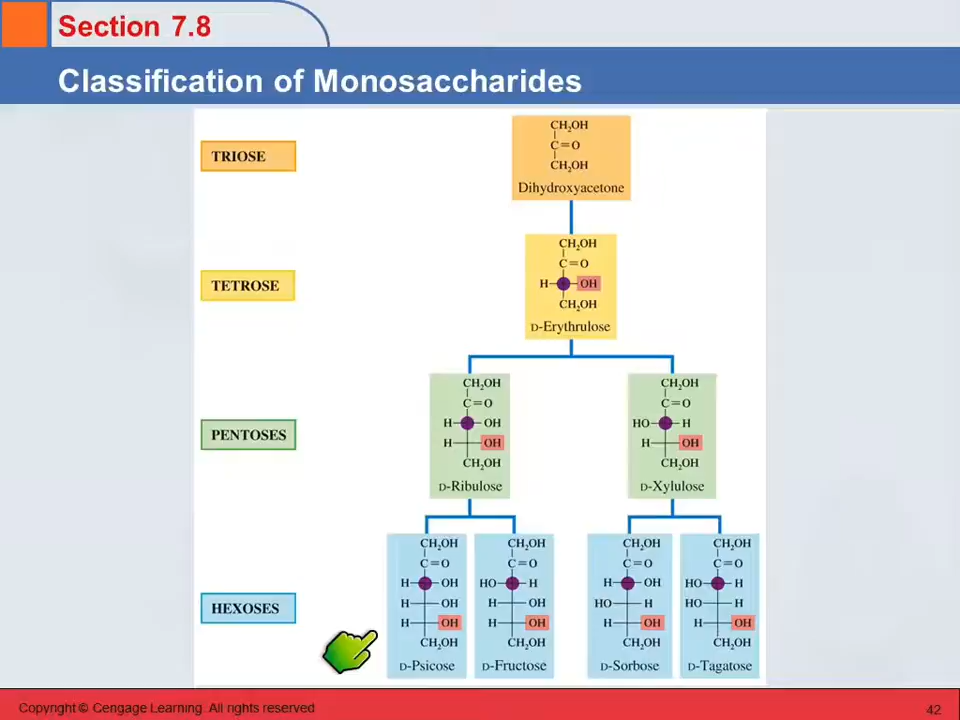 Section 7.8
Classification of Monosaccharides
TRIOSE
CH₂OH
C=O
CH₂OH
Dihydroxyacetone
TETROSE
CH₂OH
C=O
H OH
CH₂OH
D-Erythrulose
PENTOSES
CH₂OH
C=O
H OH
H OH
CH₂OH
D-Ribulose
CH₂OH
C=O
HO H
H OH
CH₂OH
D-Xylulose
HEXOSES
CH₂OH
C=O
H OH
H OH
H OH
CH₂OH
D-Psicose
CH₂OH
C=O
HO H
H OH
H OH
CH₂OH
D-Fructose
CH₂OH
C=O
H OH
HO H
H OH
CH₂OH
D-Sorbose
CH₂OH
C=O
HO H
HO H
H OH
CH₂OH
D-Tagatose
Copyright © Cengage Learning. All rights reserved
42